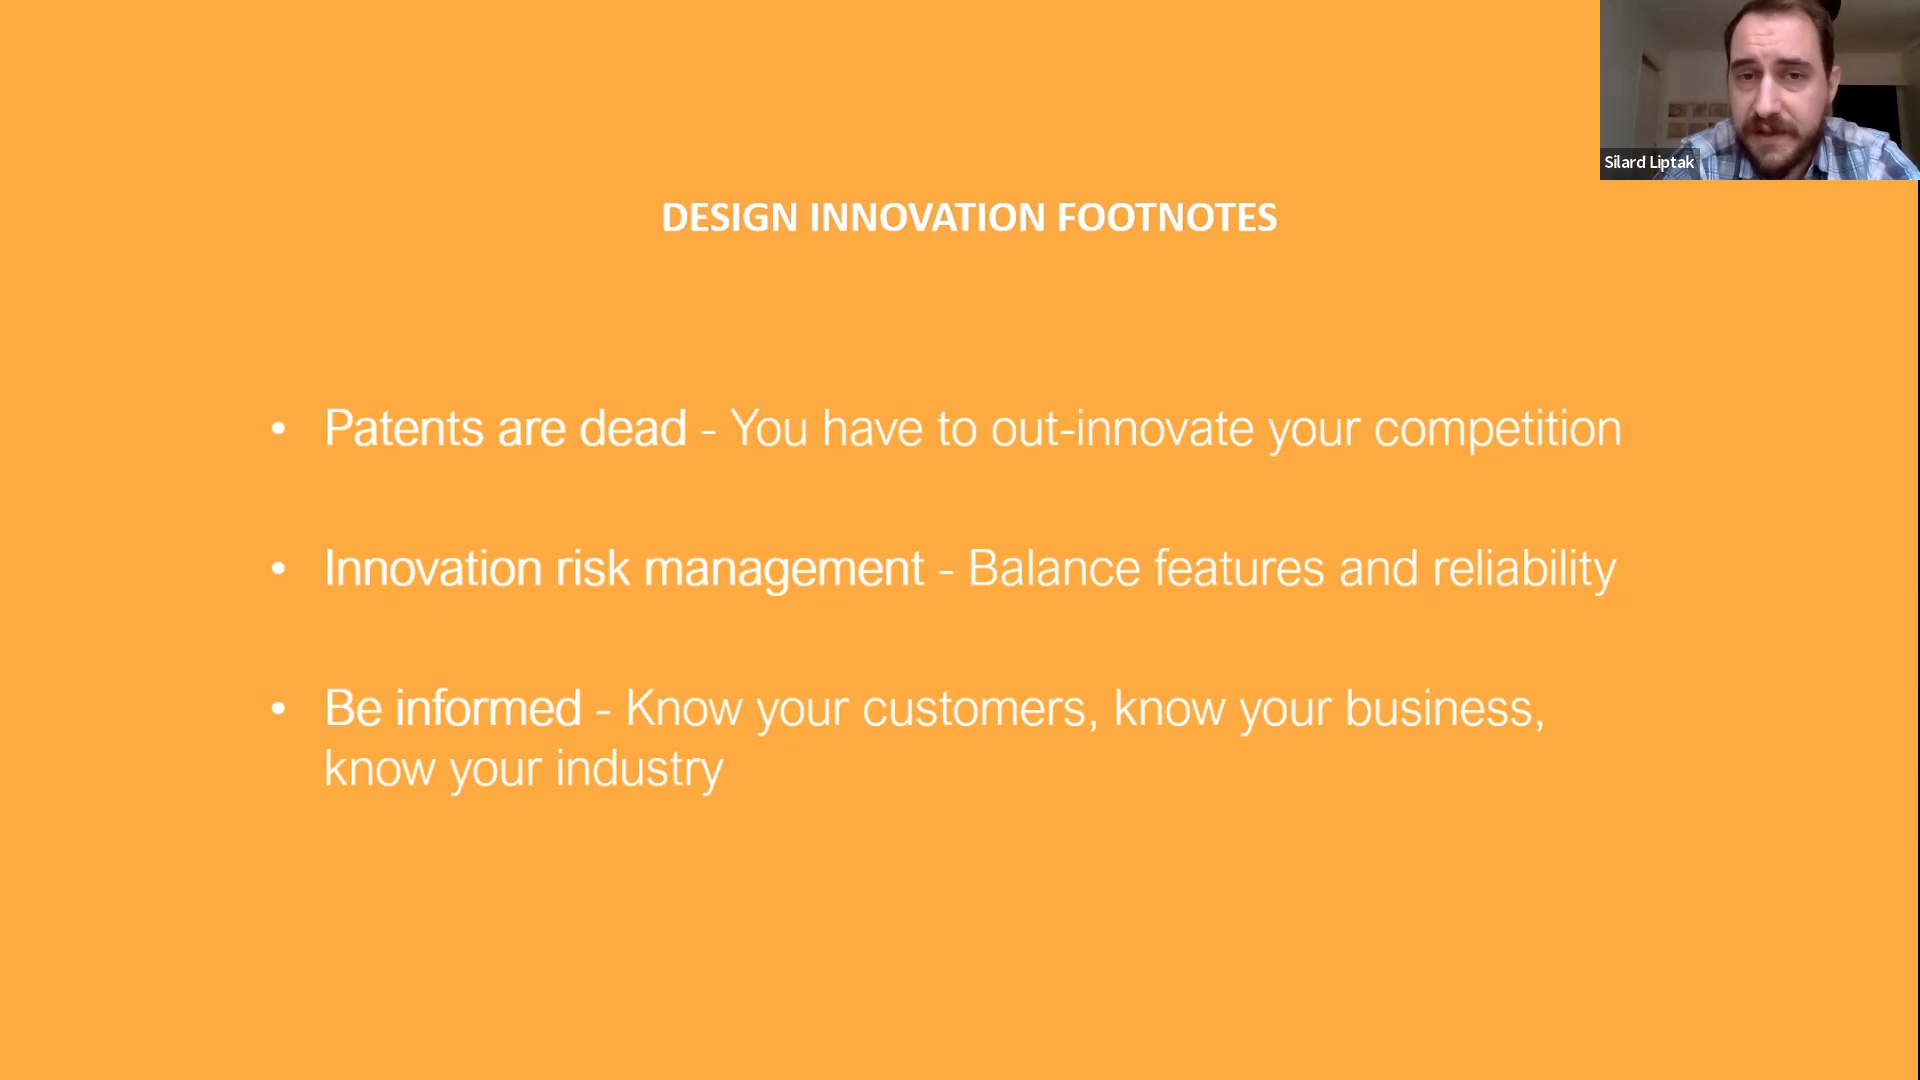 Silard Liptak
DESIGN INNOVATION FOOTNOTES
• Patents are dead - You have to out-innovate your competition
• Innovation risk management - Balance features and reliability
• Be informed - Know your customers, know your business,
know your industry